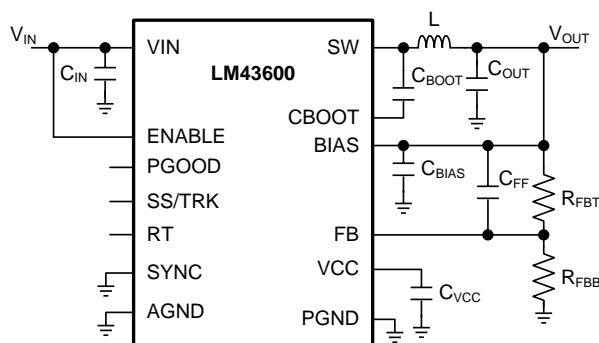 VIN
VIN
CIN
ENABLE
PGOOD
SS/TRK
RT
SYNC
AGND
LM43600
SW
CBOOT
BIAS
FB
VCC
PGND
L
VOUT
CBOOT
COUT
CBIAS
CFF
RFBT
RFBB
CVCC